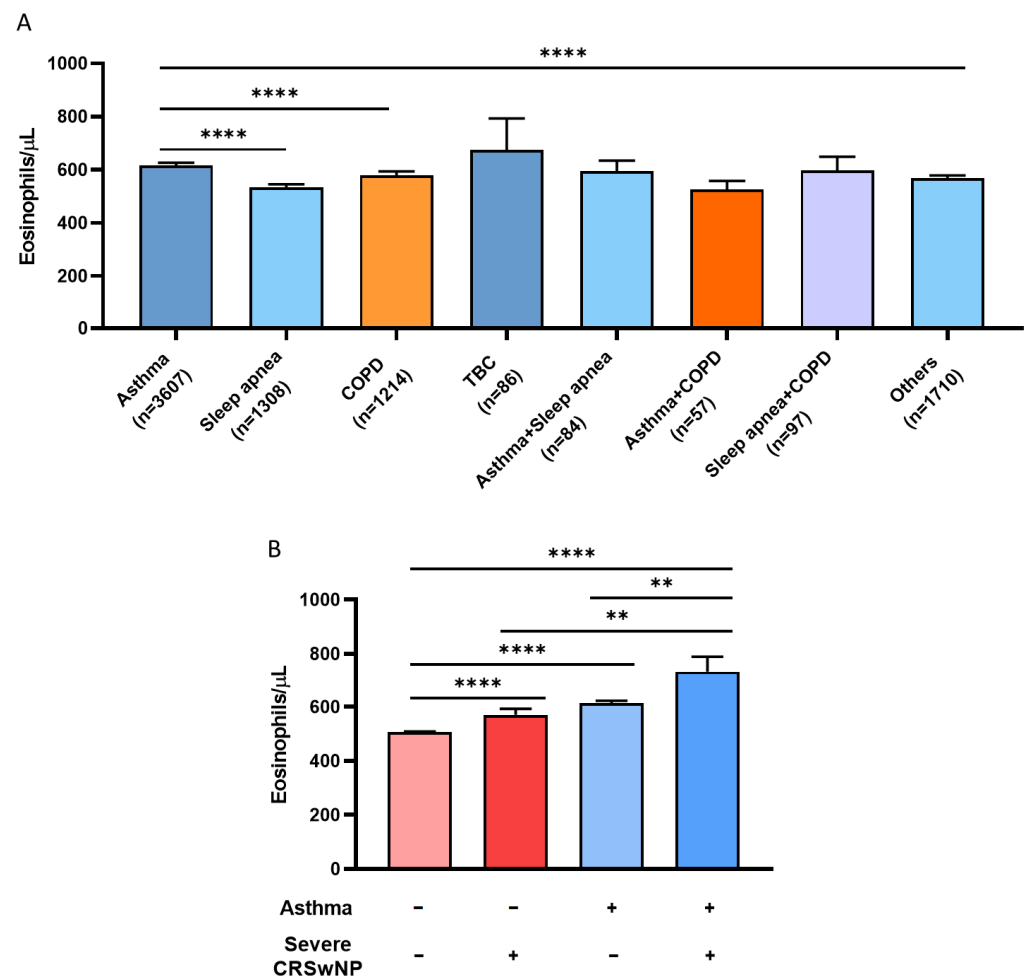 A
****
1000
****
800
****
600
400
200
0
Eosinophils/µL
Asthma
(n=3607)
Sleep apnea
(n=1308)
COPD
(n=1214)
TBC
(n=86)
Asthma+Sleep apnea
(n=84)
Asthma+COPD
(n=57)
Sleep apnea+COPD
(n=97)
Others
(n=1710)
B
****
**
1000
**
****
800
****
600
400
200
0
Eosinophils/µL
Asthma - - + +
Severe
CRSwNP - + - +